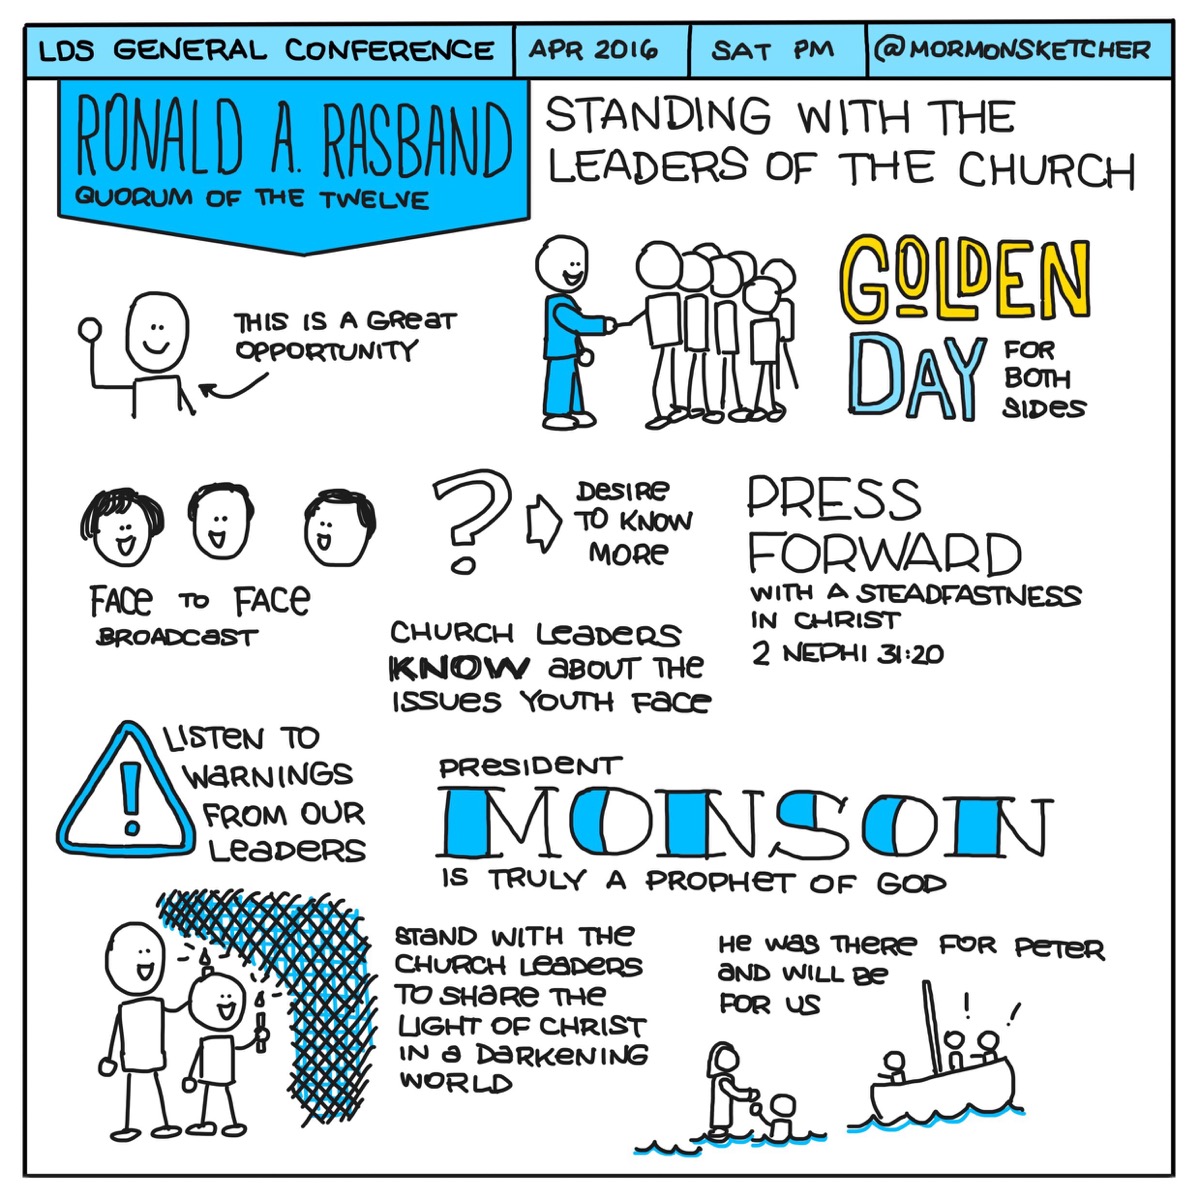 LDS GENERAL CONFERENCE
APR 2016
SAT PM
@MORMONSKETCHER
RONALD A. RASBAND
QUORUM OF THE TWELVE
STANDING WITH THE
LEADERS OF THE CHURCH
THIS IS A GREAT
OPPORTUNITY
GOLDEN
DAY
FOR
BOTH
SIDES
FACE TO FACE
BROADCAST
?
DESIRE
TO KNOW
MORE
CHURCH LEADERS
KNOW ABOUT THE
ISSUES YOUTH FACE
PRESS
FORWARD
WITH A STEADFASTNESS
IN CHRIST
2 NEPHI 31:20
!
LISTEN TO
WARNINGS
FROM OUR
LEADERS
PRESIDENT
MONSON
IS TRULY A PROPHET OF GOD
STAND WITH THE
CHURCH LEADERS
TO SHARE THE
LIGHT OF CHRIST
IN A DARKENING
WORLD
HE WAS THERE FOR PETER
AND WILL BE
FOR US
! !